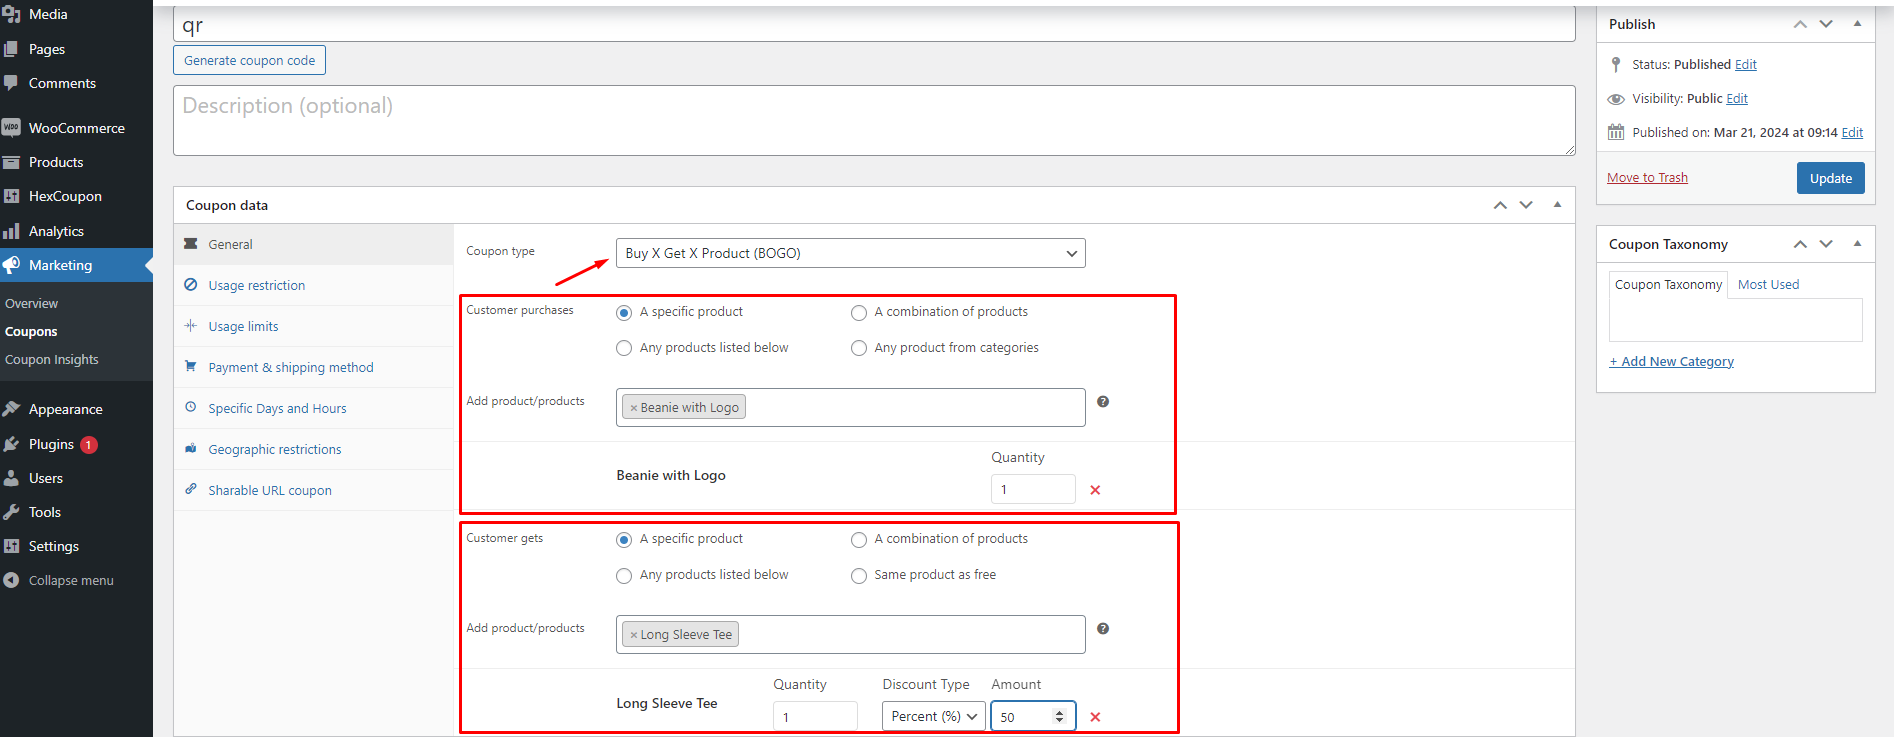 Media
Pages
Comments
WooCommerce
Products
HexCoupon
Analytics
Marketing
Overview
Coupons
Coupon Insights
Appearance
Plugins 1
Users
Tools
Settings
Collapse menu
qr
Generate coupon code
Description (optional)
Coupon data
General
Usage restriction
Usage limits
Payment & shipping method
Specific Days and Hours
Geographic restrictions
Sharable URL coupon
Coupon type Buy X Get X Product (BOGO)
Customer purchases A specific product A combination of products
Any products listed below Any product from categories
Add product/products × Beanie with Logo ?
Quantity
Beanie with Logo 1 ×
Customer gets A specific product A combination of products
Any products listed below Same product as free
Add product/products × Long Sleeve Tee ?
Quantity Discount Type Amount
Long Sleeve Tee 1 Percent (%) 50 ×
Publish
Status: Published Edit
Visibility: Public Edit
Published on: Mar 21, 2024 at 09:14 Edit
Move to Trash Update
Coupon Taxonomy
Coupon Taxonomy Most Used
+ Add New Category